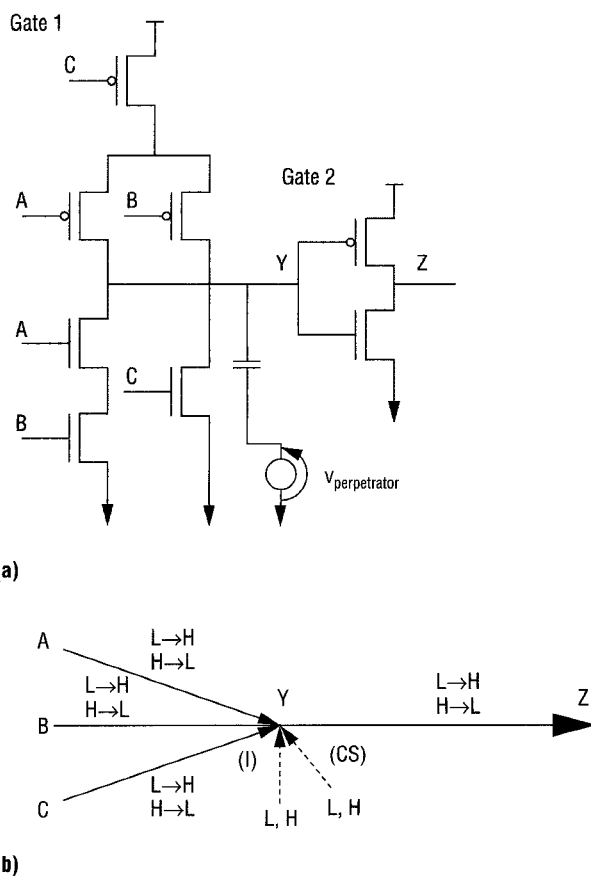 Gate 1
C
A
B
Gate 2
Y
Z
A
C
B
Vperpetrator
a)
A
L→H
H→L
L→H
H→L
Y
L→H
H→L
Z
B
(I)
(CS)
C
L→H
H→L
L, H
L, H
b)